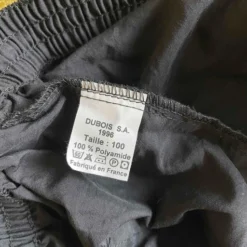 DUBOIS S.A.
1996
Taille : 100
100 % Polyamide
Fabriqué en France